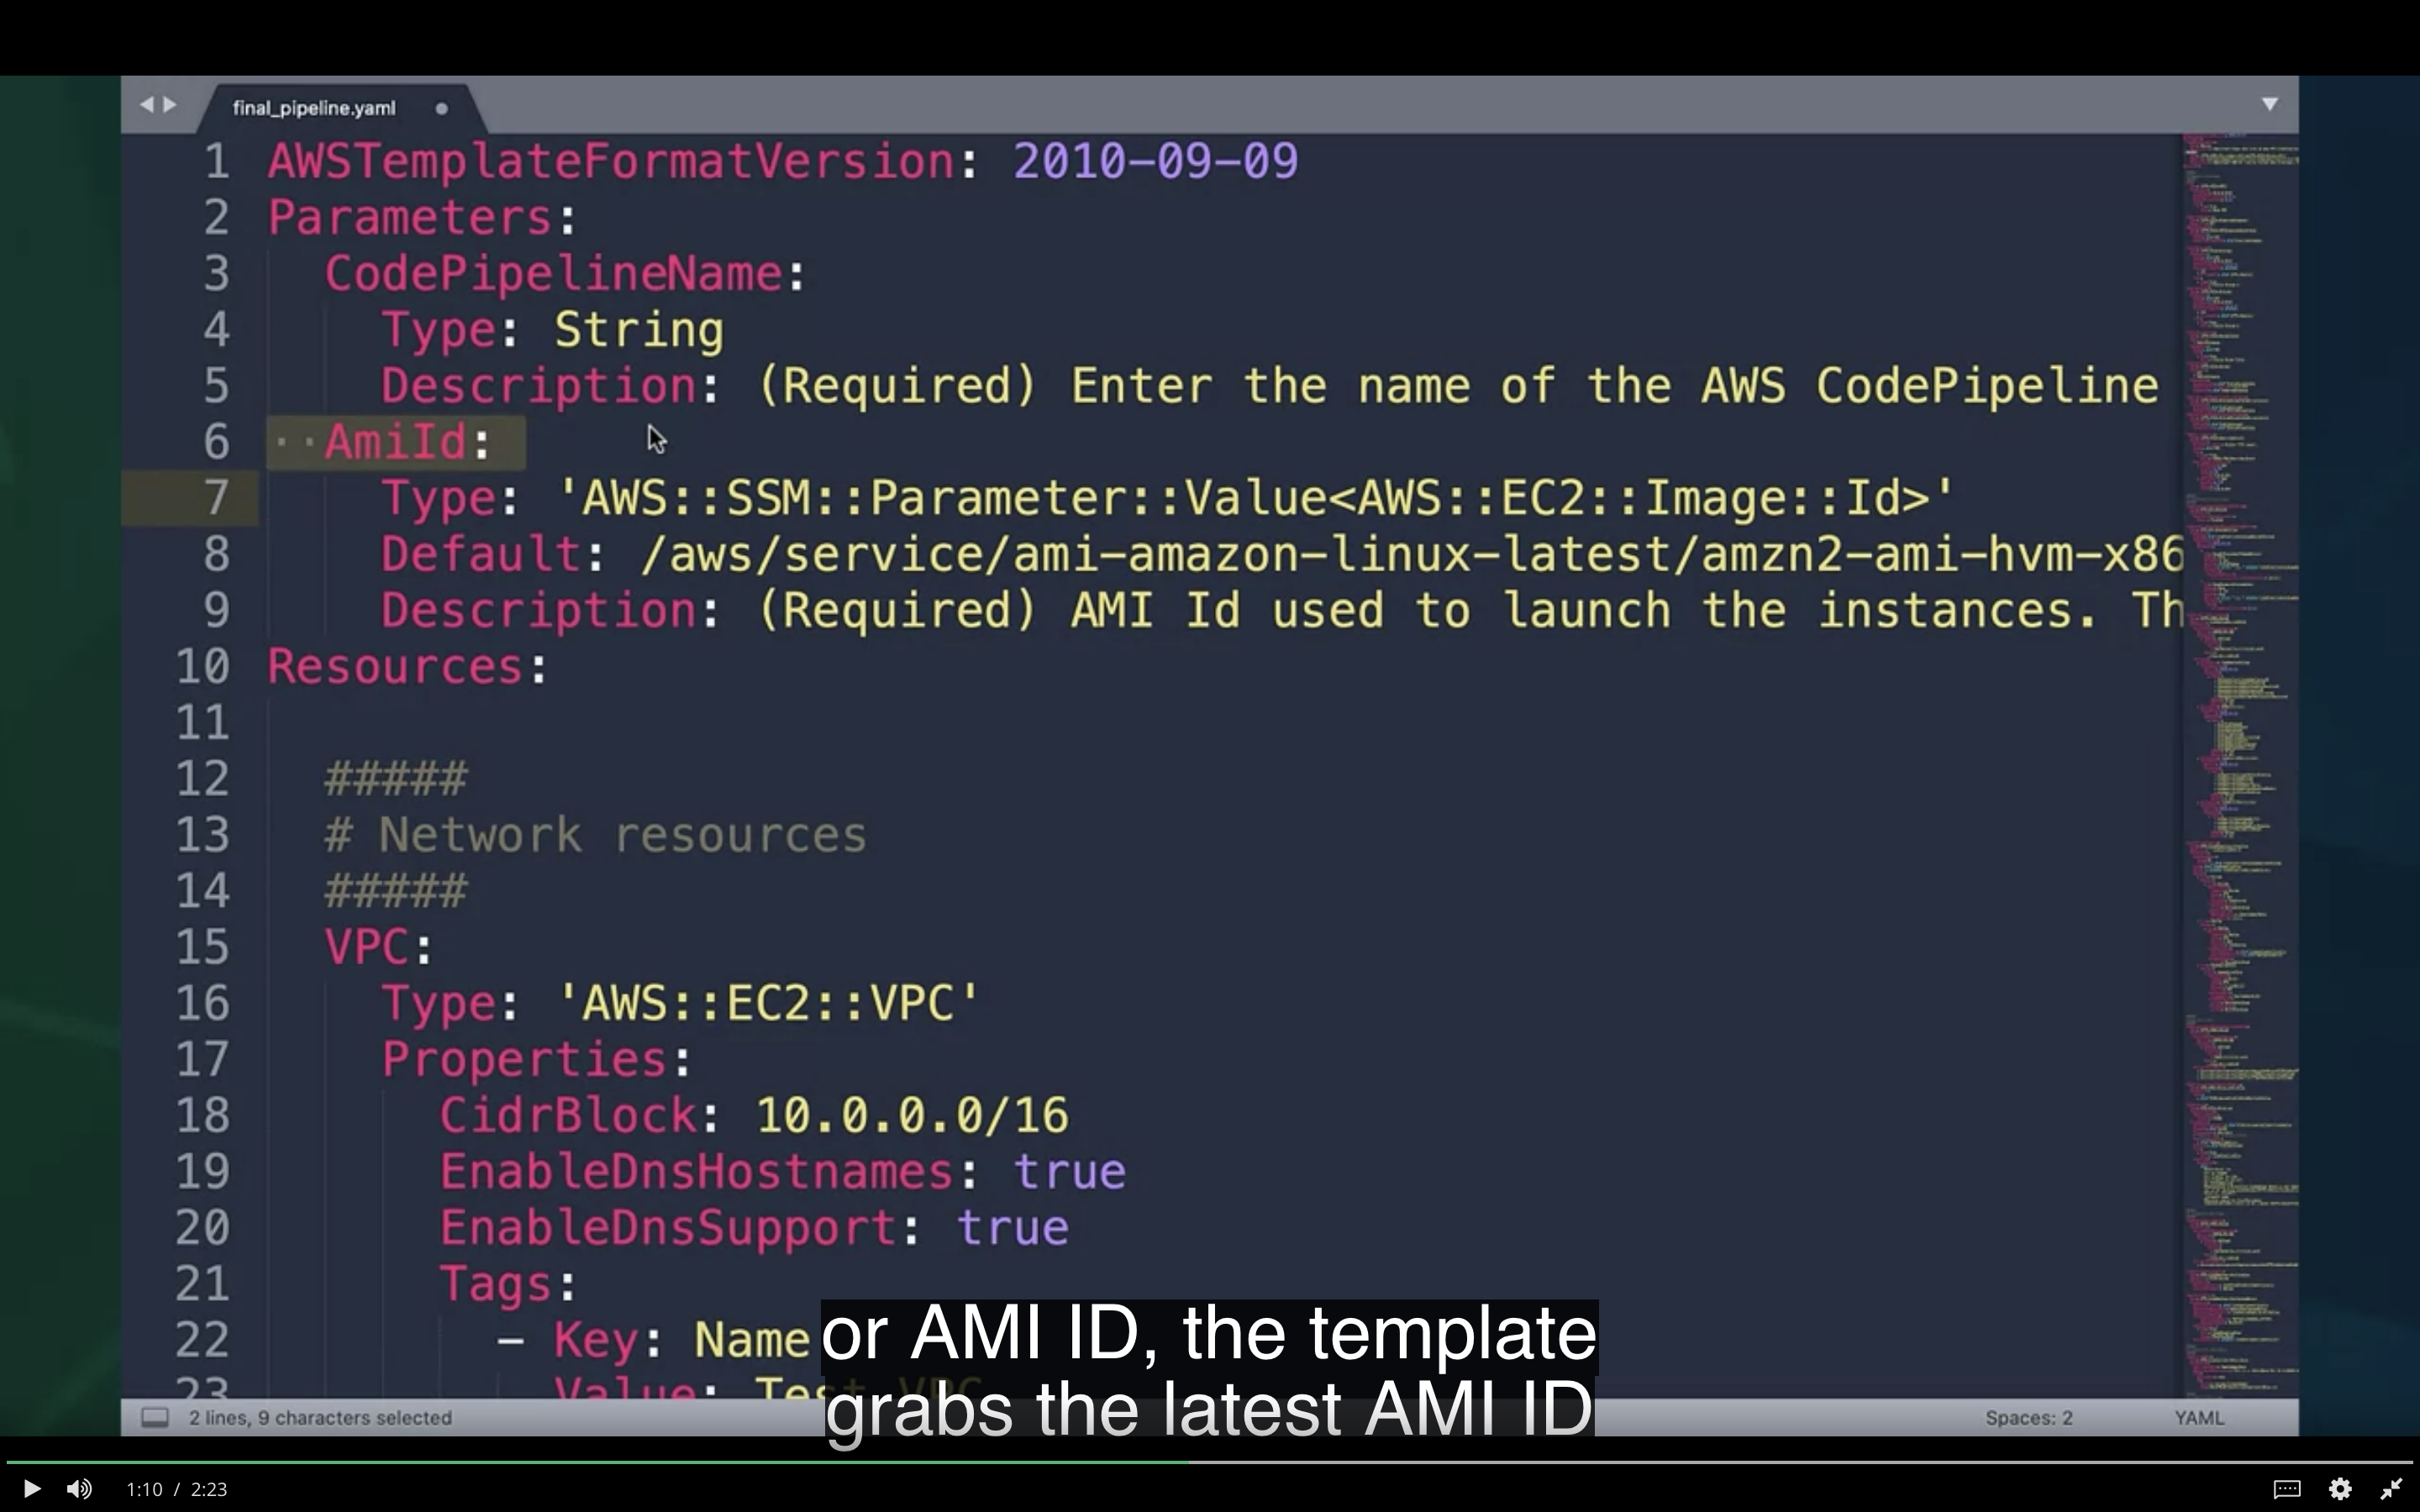 final_pipeline.yaml
1 AWSTemplateFormatVersion: 2010-09-09
2 Parameters:
3 CodePipelineName:
4 Type: String
5 Description: (Required) Enter the name of the AWS CodePipeline
6 AmiId:
7 Type: 'AWS::SSM::Parameter::Value<AWS::EC2::Image::Id>'
8 Default: /aws/service/ami-amazon-linux-latest/amzn2-ami-hvm-x86
9 Description: (Required) AMI Id used to launch the instances. Th
10 Resources:
11
12 #####
13 # Network resources
14 #####
15 VPC:
16 Type: 'AWS::EC2::VPC'
17 Properties:
18 CidrBlock: 10.0.0.0/16
19 EnableDnsHostnames: true
20 EnableDnsSupport: true
21 Tags:
22 - Key: Name
23 Value: Test VPC
or AMI ID, the template
grabs the latest AMI ID
2 lines, 9 characters selected
Spaces: 2
YAML
1:10 / 2:23